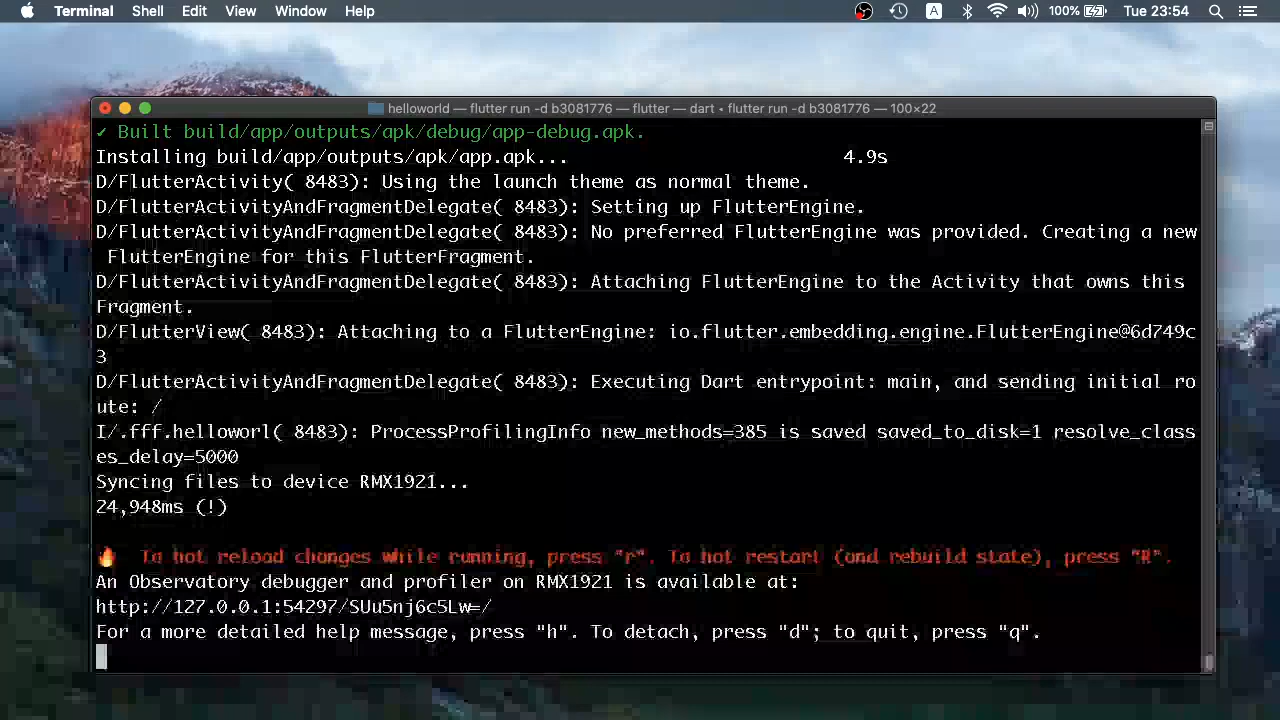 Terminal Shell Edit View Window Help A 100% Tue 23:54
helloworld — flutter run -d b3081776 — flutter — dart • flutter run -d b3081776 — 100×22
✓ Built build/app/outputs/apk/debug/app-debug.apk.
Installing build/app/outputs/apk/app.apk... 4.9s
D/FlutterActivity( 8483): Using the launch theme as normal theme.
D/FlutterActivityAndFragmentDelegate( 8483): Setting up FlutterEngine.
D/FlutterActivityAndFragmentDelegate( 8483): No preferred FlutterEngine was provided. Creating a new
 FlutterEngine for this FlutterFragment.
D/FlutterActivityAndFragmentDelegate( 8483): Attaching FlutterEngine to the Activity that owns this
Fragment.
D/FlutterView( 8483): Attaching to a FlutterEngine: io.flutter.embedding.engine.FlutterEngine@6d749c
3
D/FlutterActivityAndFragmentDelegate( 8483): Executing Dart entrypoint: main, and sending initial ro
ute: /
I/.fff.helloworl( 8483): ProcessProfilingInfo new_methods=385 is saved saved_to_disk=1 resolve_class
es_delay=5000
Syncing files to device RMX1921...
24,948ms (!)
🔥  To hot reload changes while running, press "r". To hot restart (and rebuild state), press "R".
An Observatory debugger and profiler on RMX1921 is available at:
http://127.0.0.1:54297/SUu5nj6c5Lw=/
For a more detailed help message, press "h". To detach, press "d"; to quit, press "q".